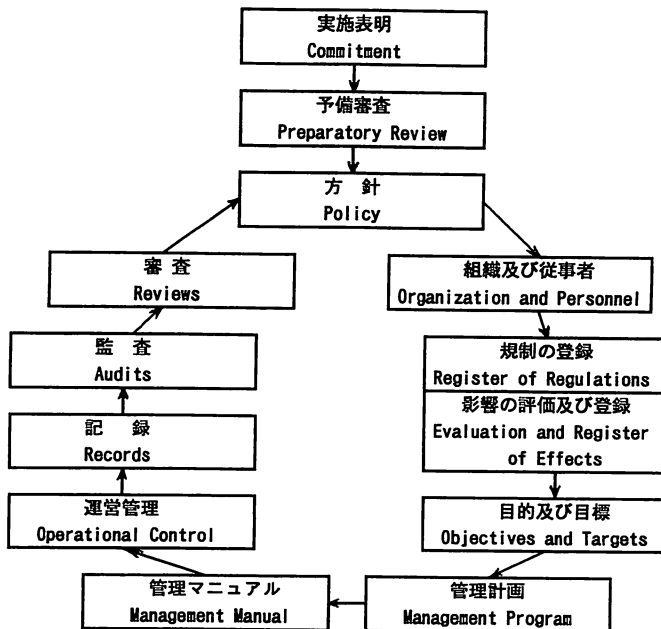 実施表明
Commitment
予備審査
Preparatory Review
方 針
Policy
組織及び従事者
Organization and Personnel
規制の登録
Register of Regulations
影響の評価及び登録
Evaluation and Register
of Effects
目的及び目標
Objectives and Targets
管理計画
Management Program
管理マニュアル
Management Manual
運営管理
Operational Control
記 録
Records
監 査
Audits
審 査
Reviews